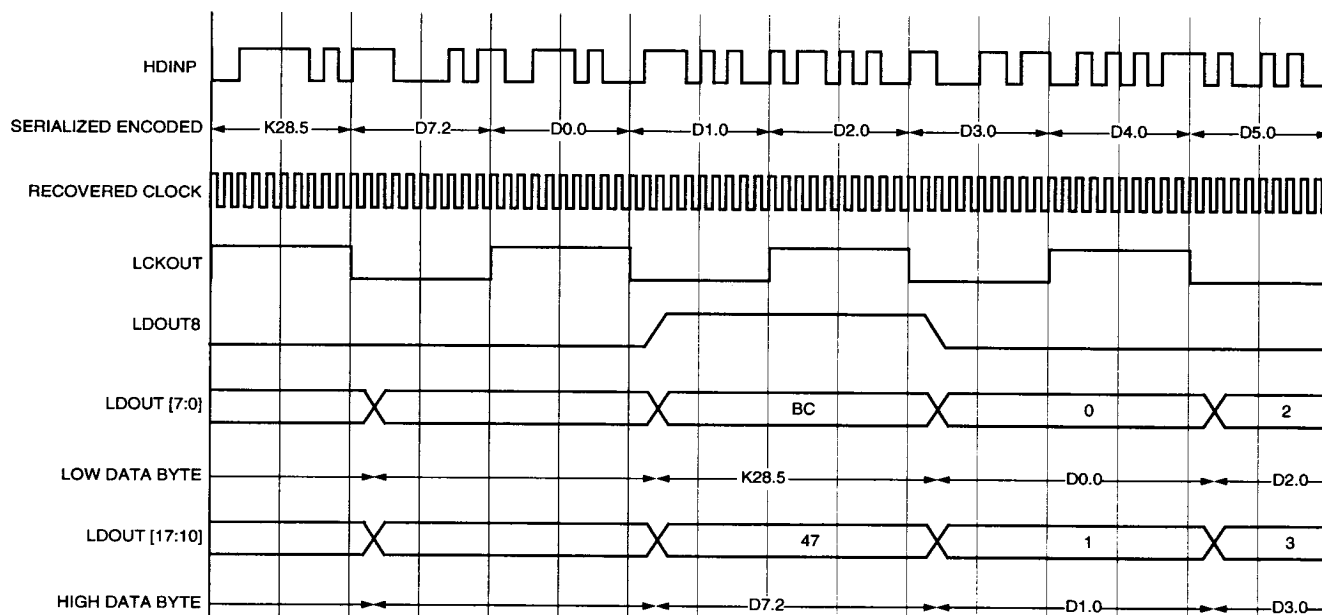 HDINP
SERIALIZED ENCODED K28.5 D7.2 D0.0 D1.0 D2.0 D3.0 D4.0 D5.0
RECOVERED CLOCK
LCKOUT
LDOUT8
LDOUT [7:0] BC 0 2
LOW DATA BYTE K28.5 D0.0 D2.0
LDOUT [17:10] 47 1 3
HIGH DATA BYTE D7.2 D1.0 D3.0